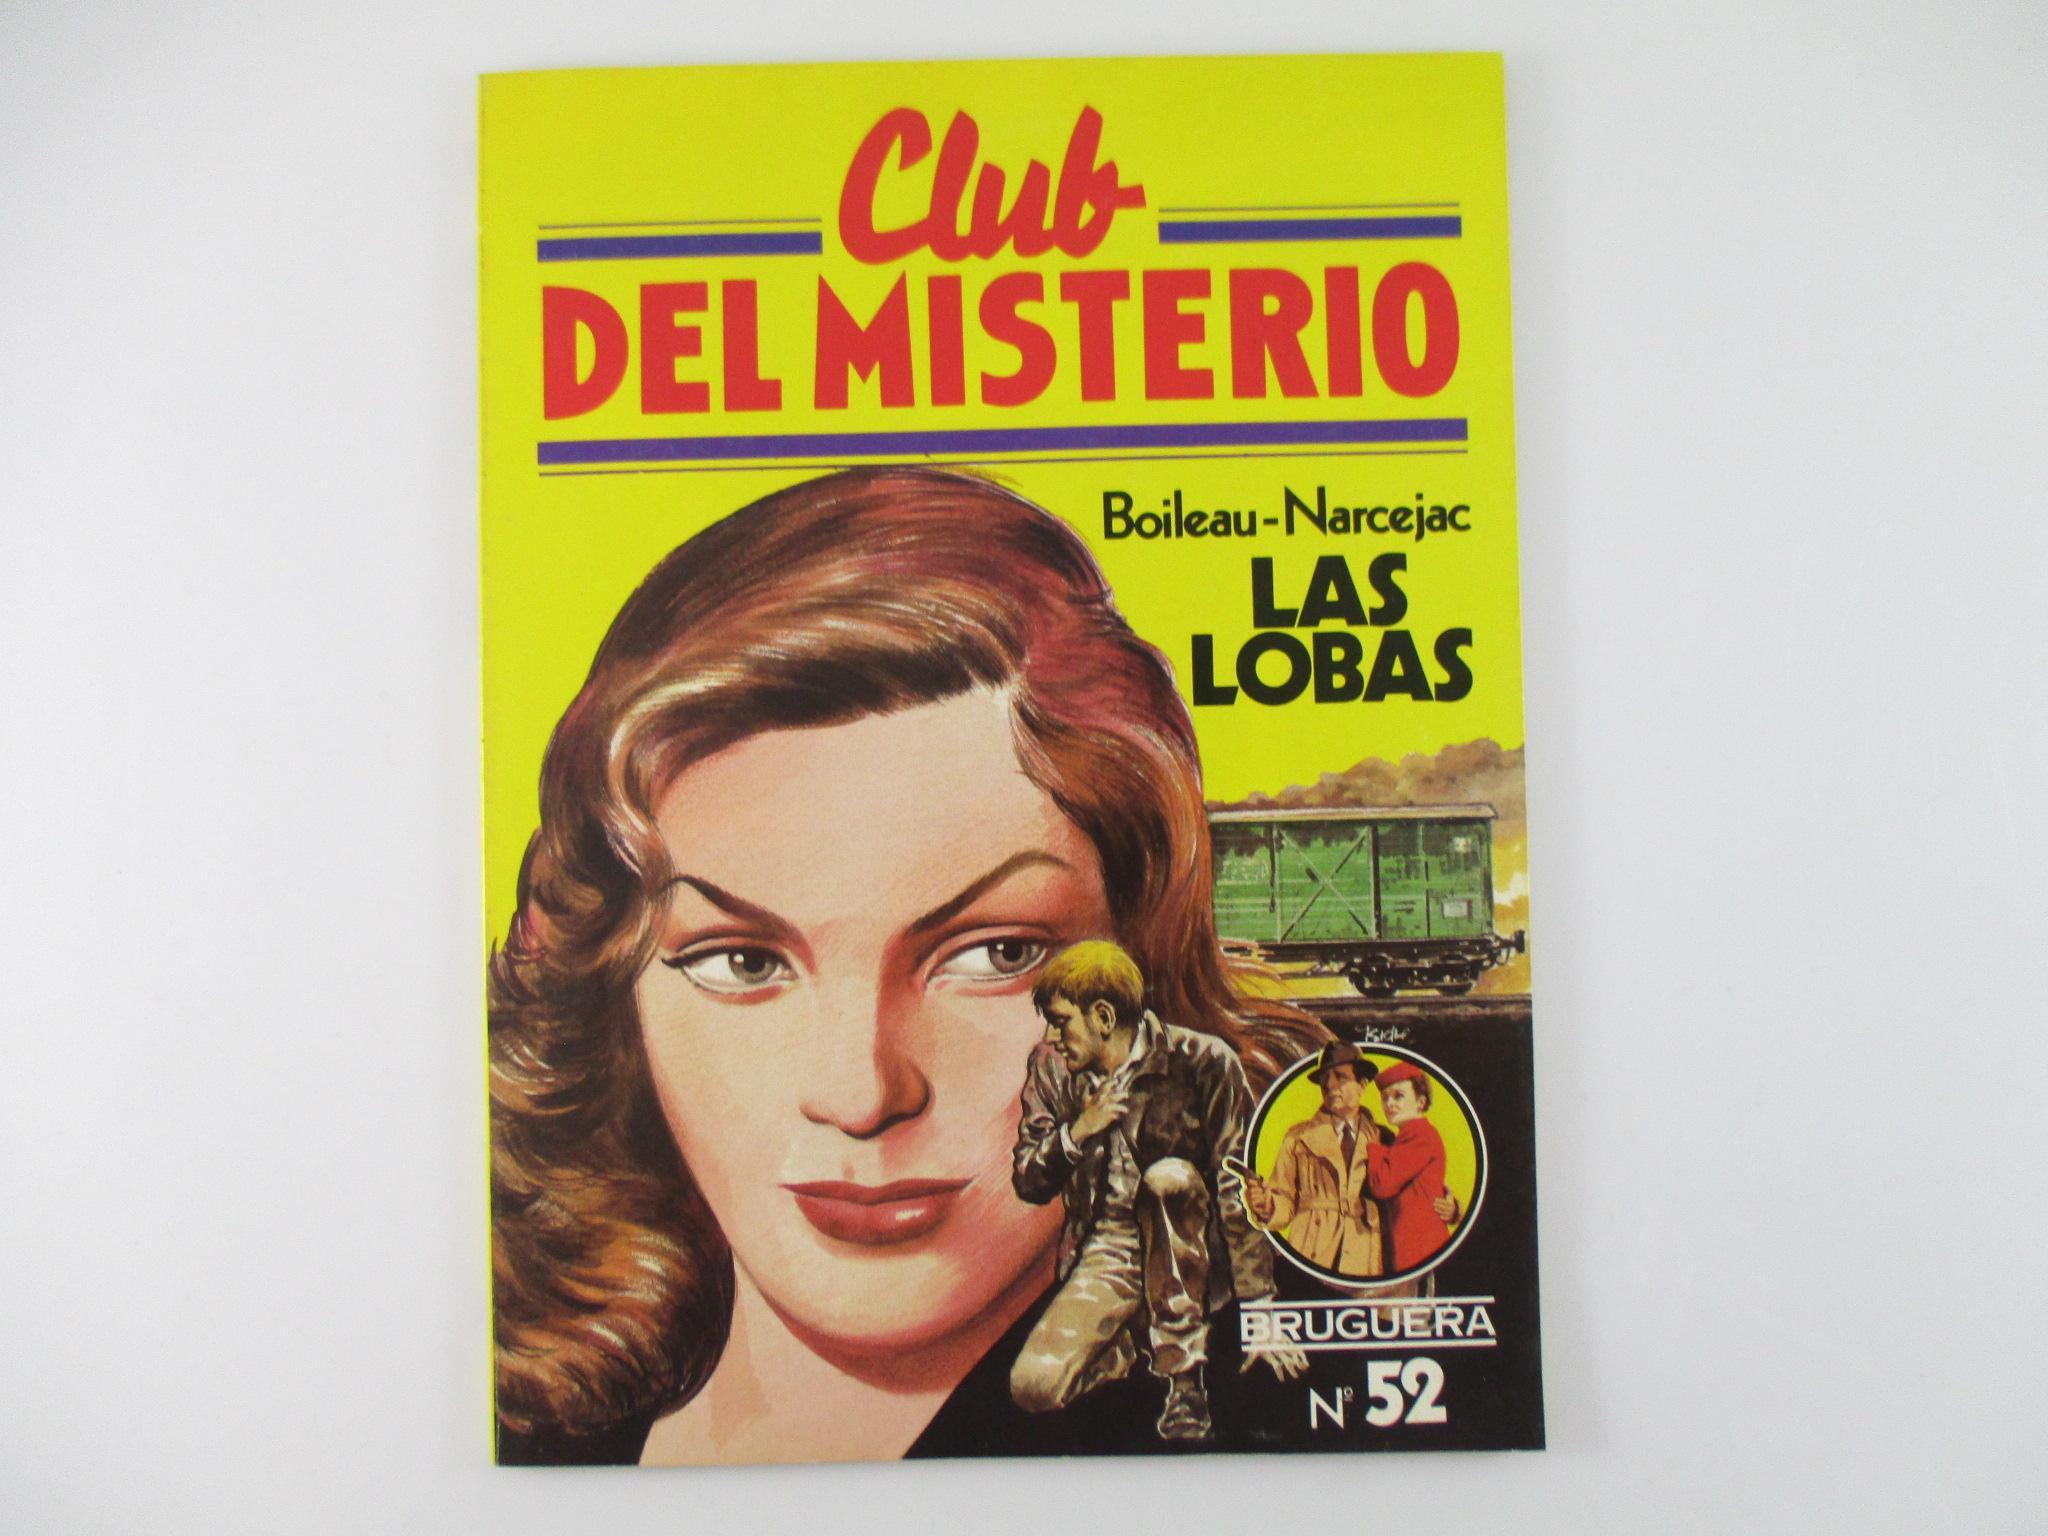 Club
DEL MISTERIO
Boileau-Narcejac
LAS
LOBAS
BRUGUERA
Nº 52